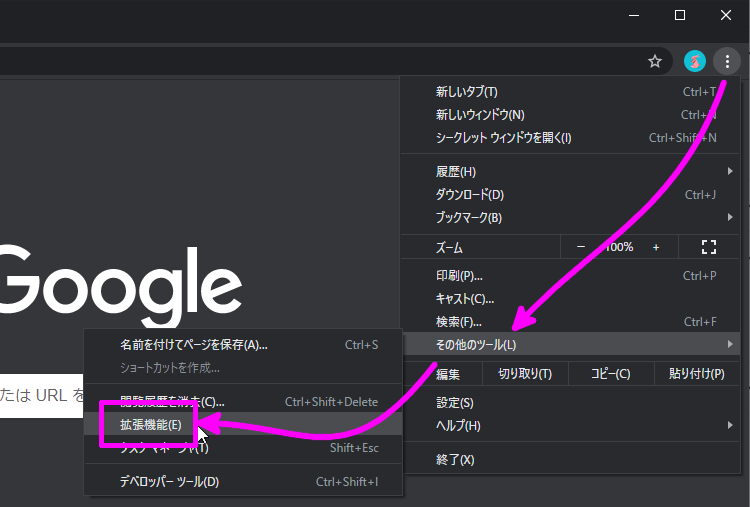 新しいタブ(T) Ctrl+T
新しいウィンドウ(N) Ctrl+N
シークレット ウィンドウを開く(I) Ctrl+Shift+N
履歴(H)
ダウンロード(D) Ctrl+J
ブックマーク(B)
ズーム − 100% +
印刷(P)... Ctrl+P
キャスト(C)...
検索(F)... Ctrl+F
その他のツール(L)
編集 切り取り(T) コピー(C) 貼り付け(P)
設定(S)
ヘルプ(H)
終了(X)
Google
たは URL を
名前を付けてページを保存(A)... Ctrl+S
ショートカットを作成...
閲覧履歴を消去(C)... Ctrl+Shift+Delete
拡張機能(E)
タスク マネージャ(T) Shift+Esc
デベロッパー ツール(D) Ctrl+Shift+I